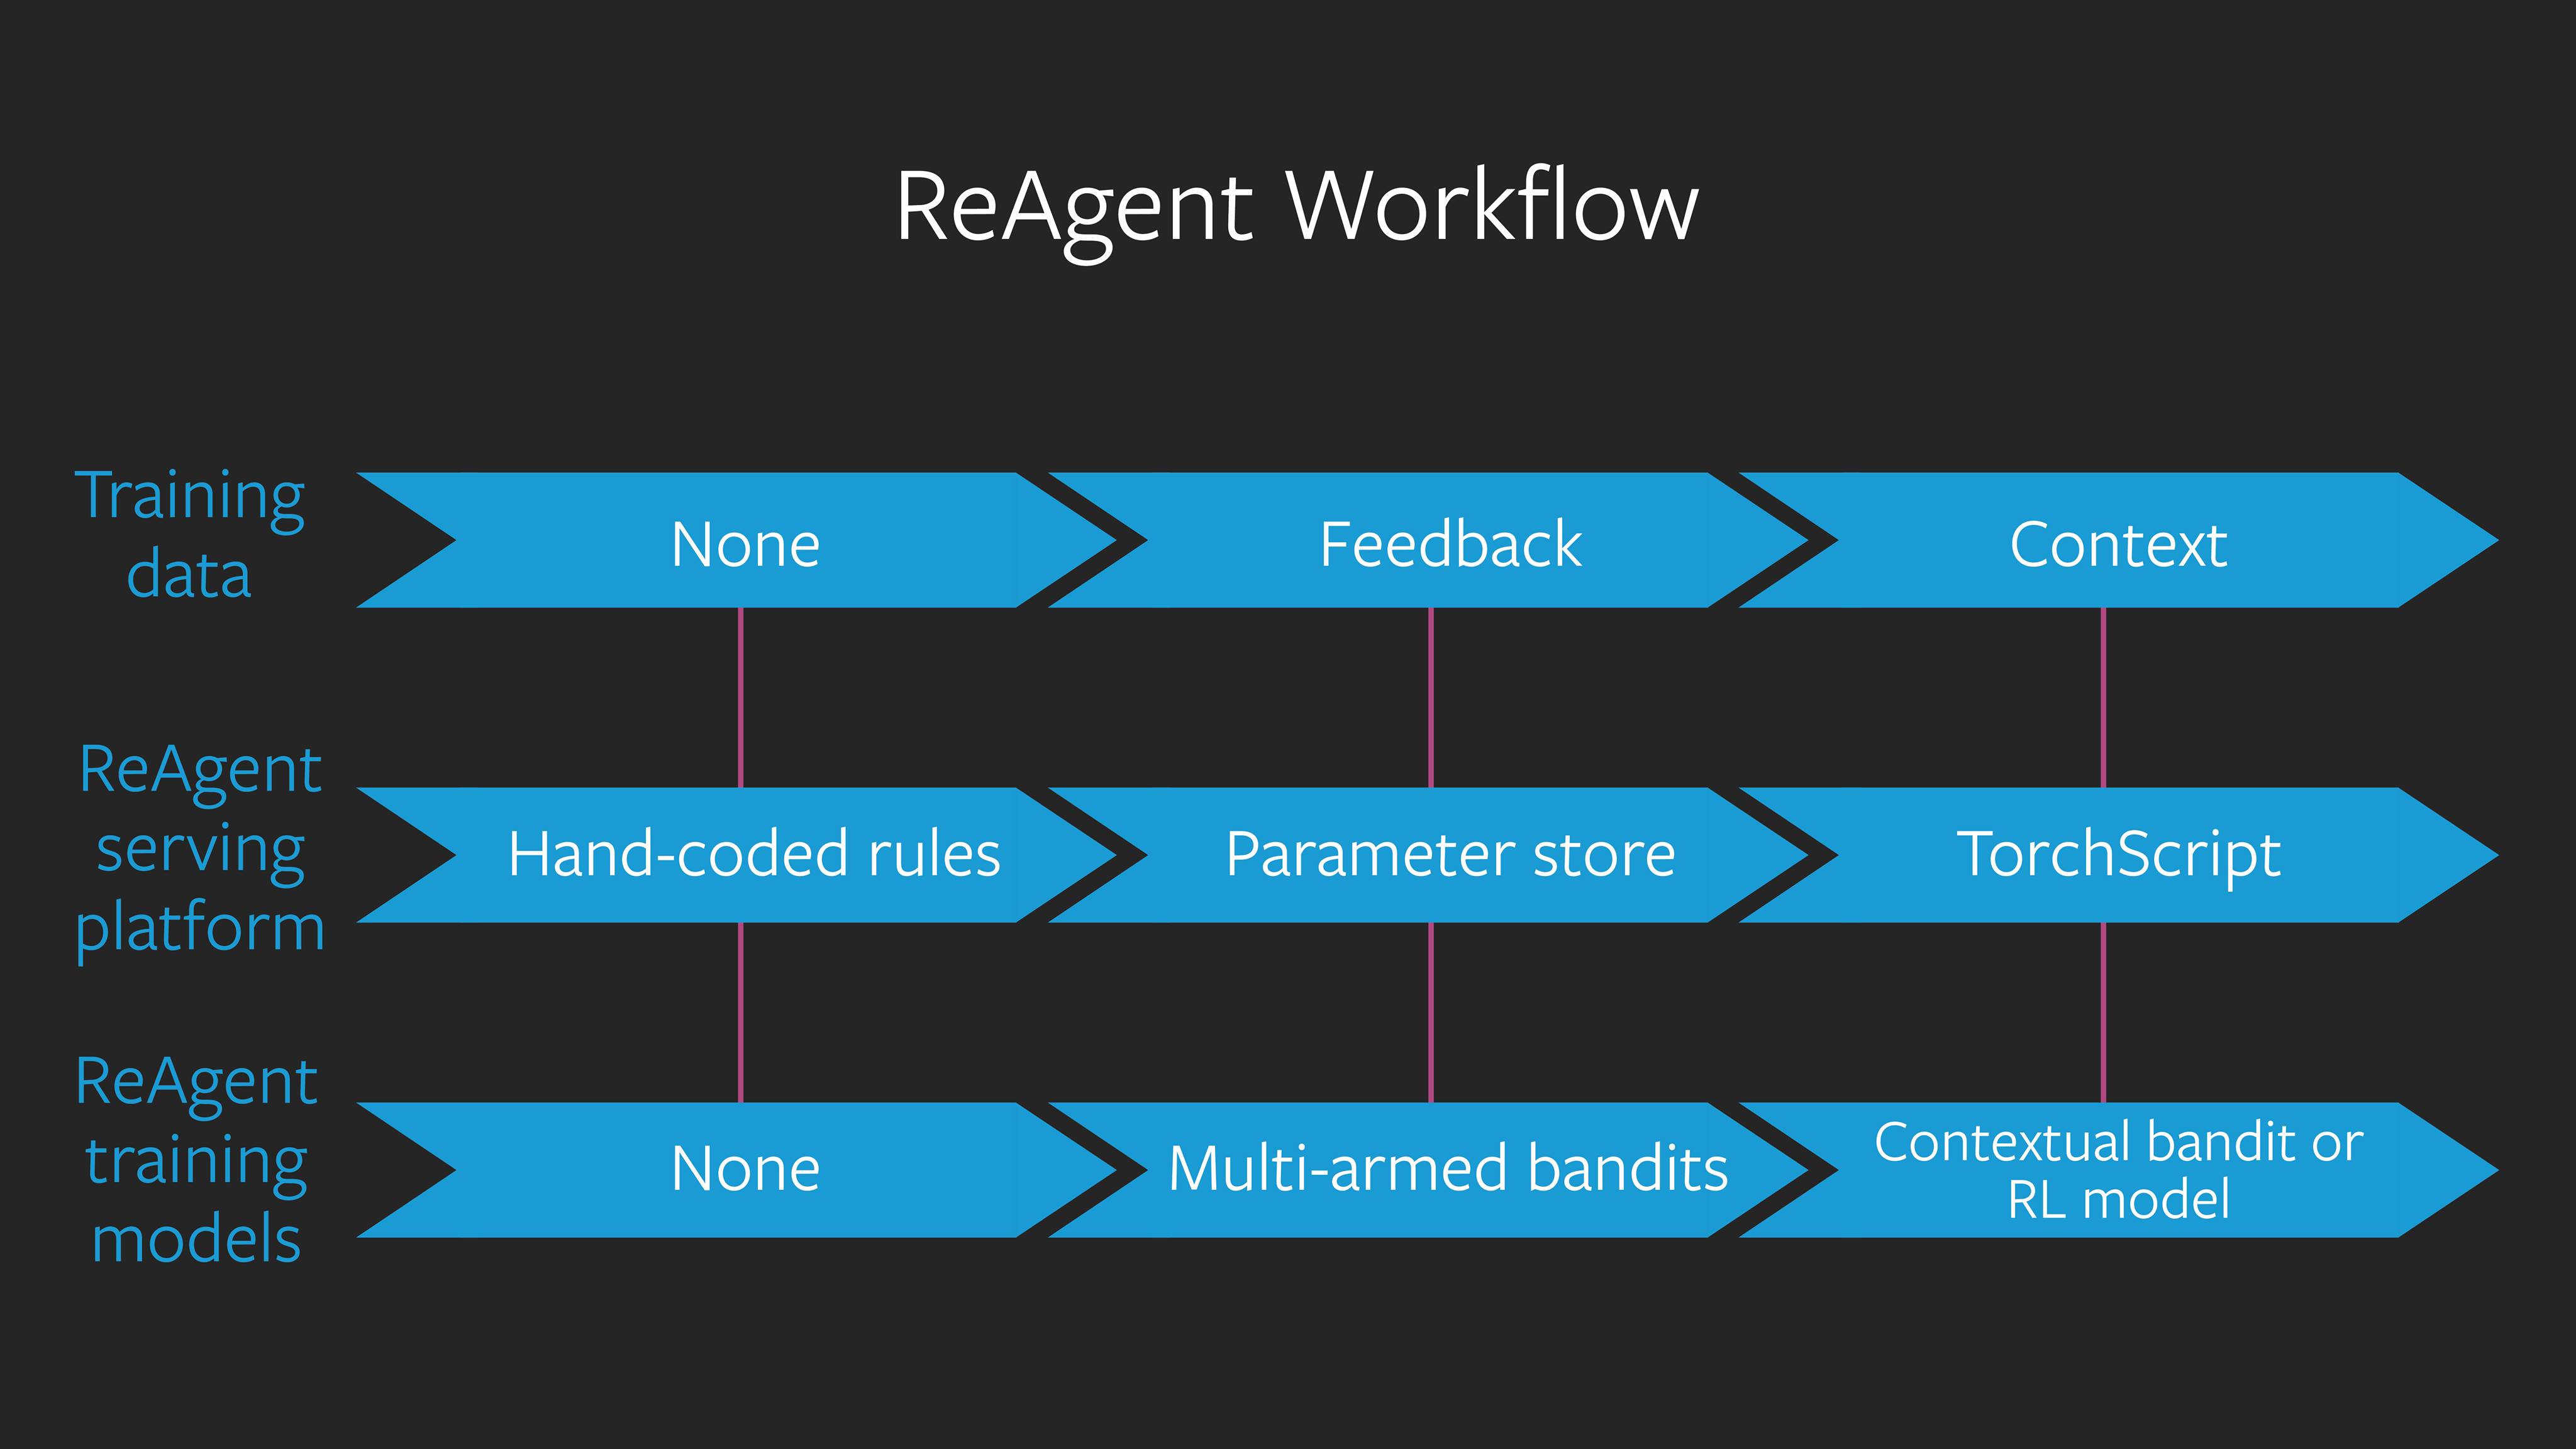 ReAgent Workflow
Training
data
None
Feedback
Context
ReAgent
serving
platform
Hand-coded rules
Parameter store
TorchScript
ReAgent
training
models
None
Multi-armed bandits
Contextual bandit or
RL model